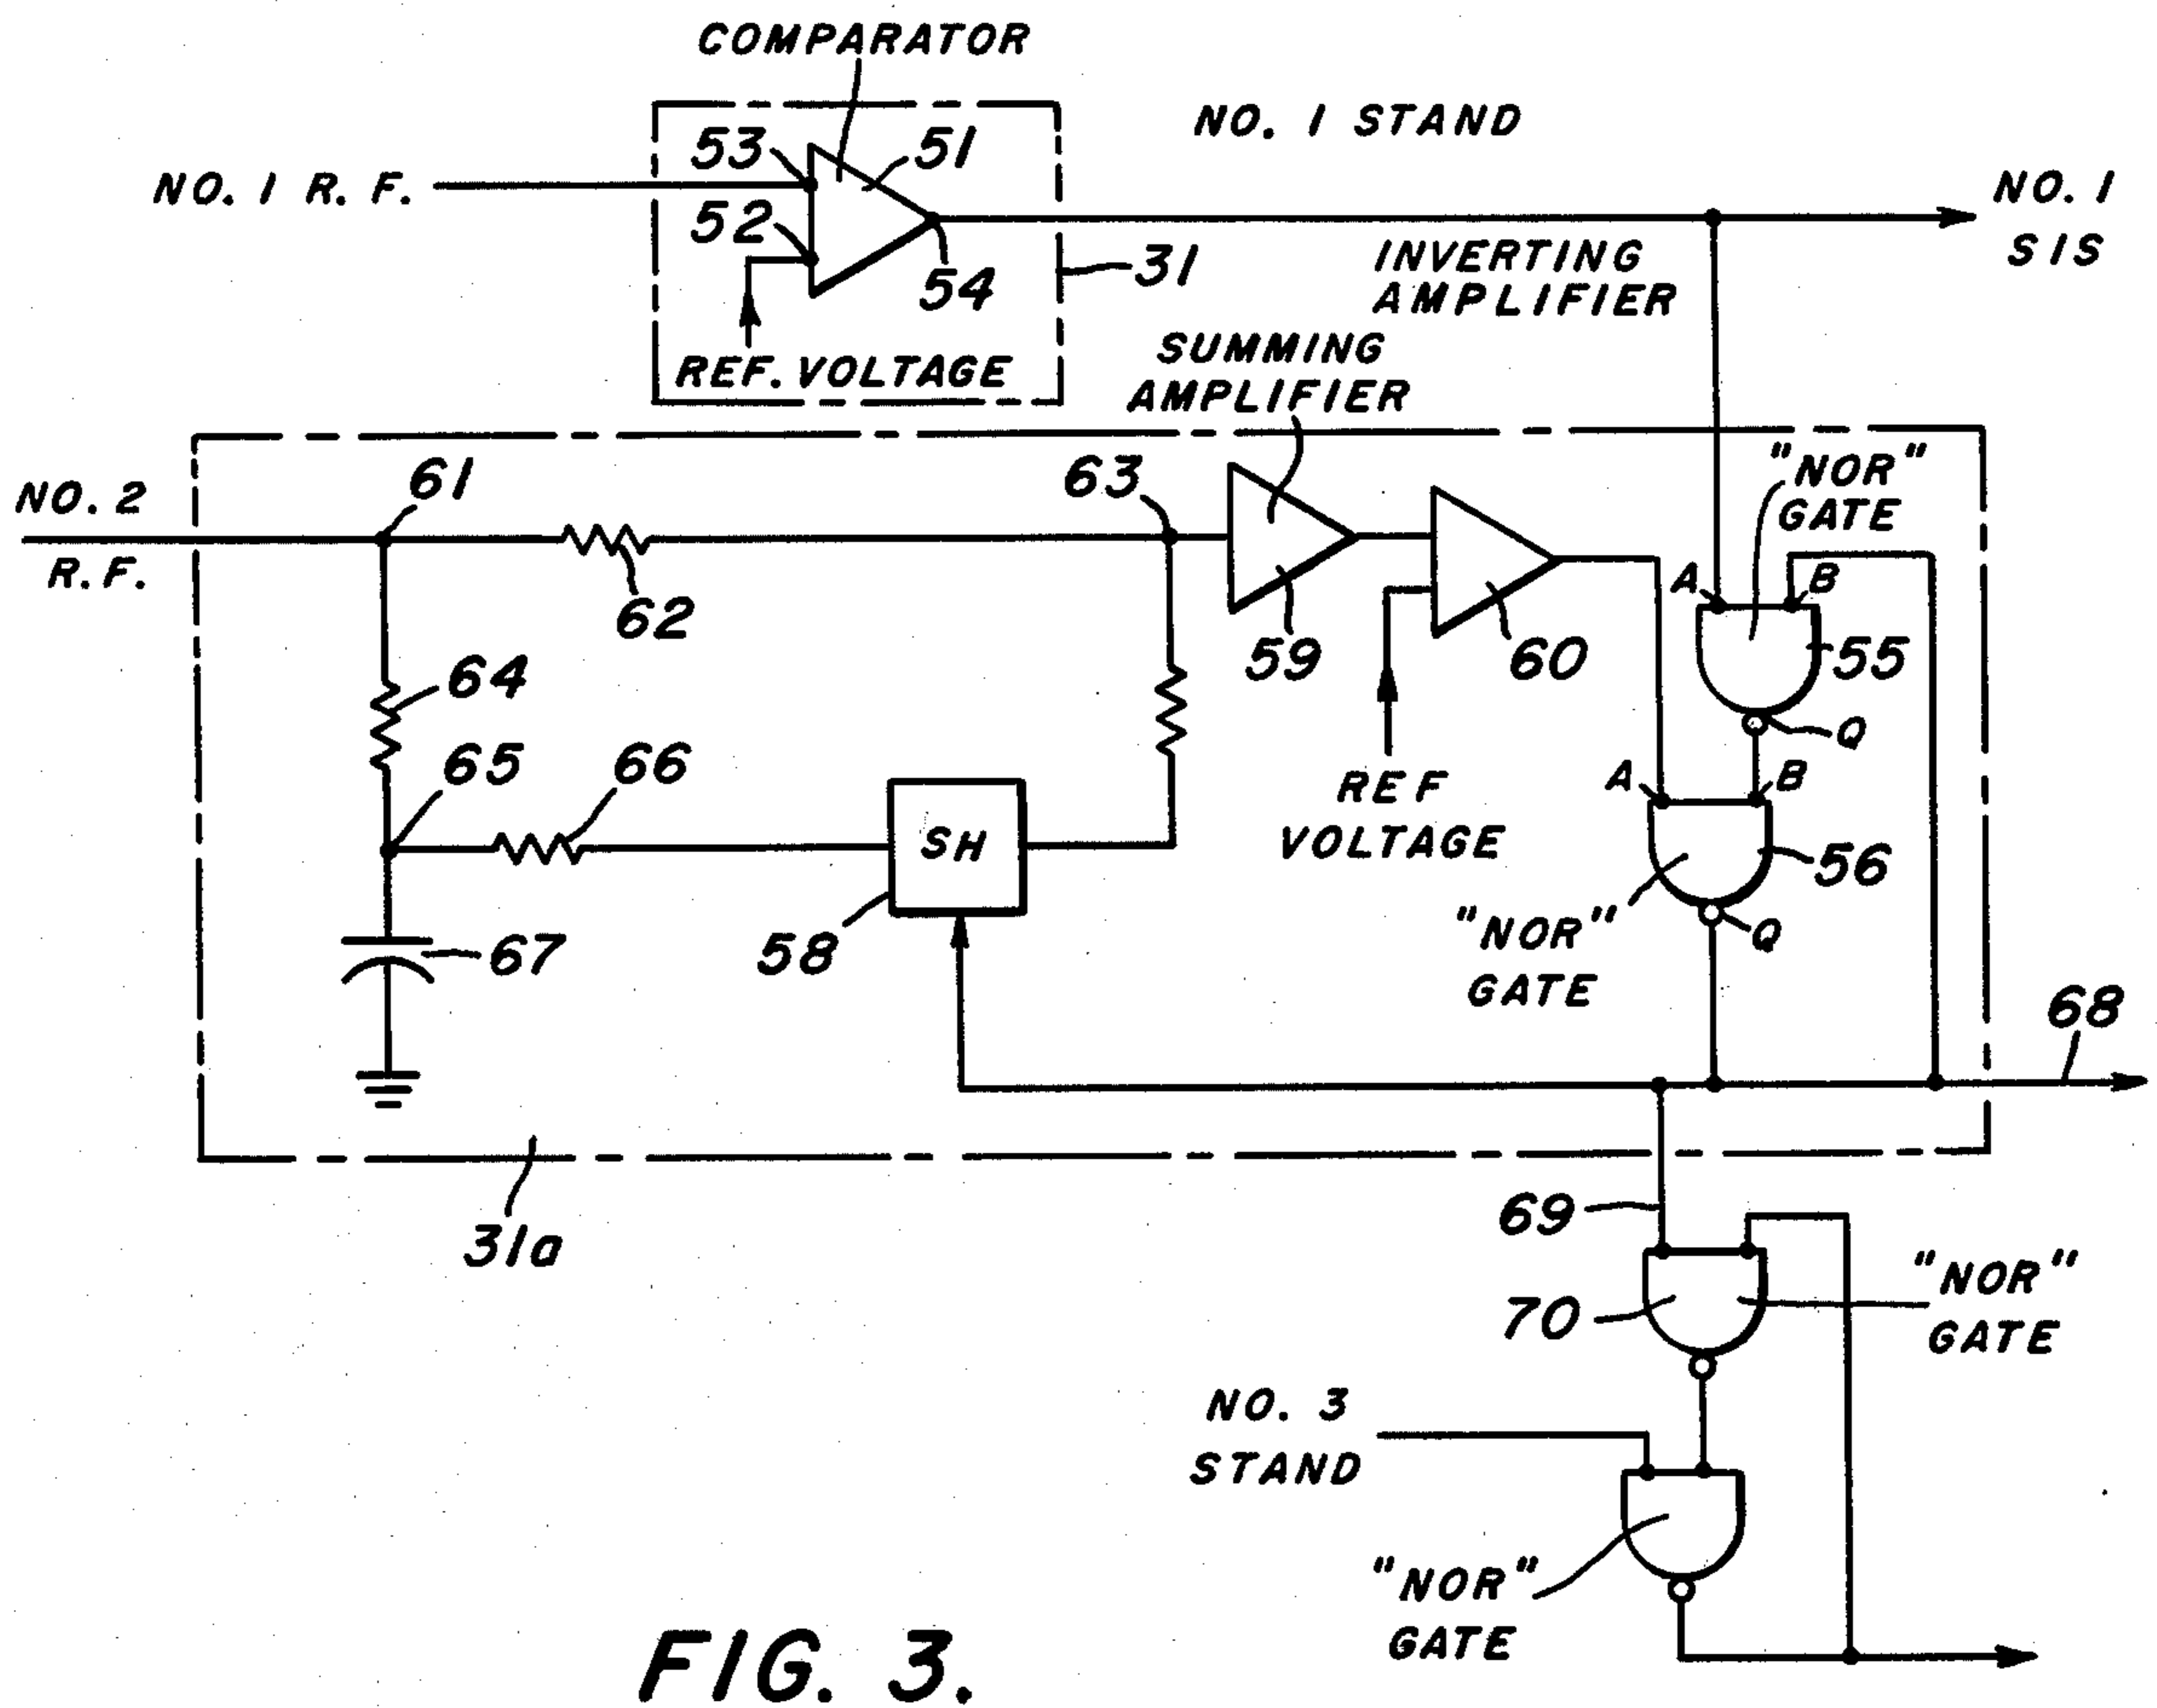 COMPARATOR
NO. 1 STAND
53
51
NO. 1 R. F.
52
54
31
REF. VOLTAGE
NO. 1
SIS
INVERTING
AMPLIFIER
SUMMING
AMPLIFIER
NO. 2
R.F.
61
62
63
59
60
"NOR"
GATE
A
B
55
Q
64
65
66
SH
58
67
REF
VOLTAGE
A
B
56
Q
"NOR"
GATE
68
31a
69
70
"NOR"
GATE
NO. 3
STAND
"NOR"
GATE
FIG. 3.